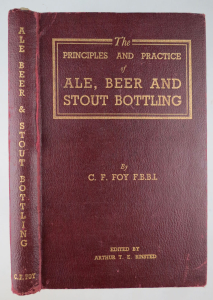 The
PRINCIPLES AND PRACTICE
of
ALE, BEER AND
STOUT BOTTLING
By
C. F. FOY F.B.B.I.
EDITED BY
ARTHUR T. E. BINSTED
ALE BEER & STOUT BOTTLING
C. F. FOY